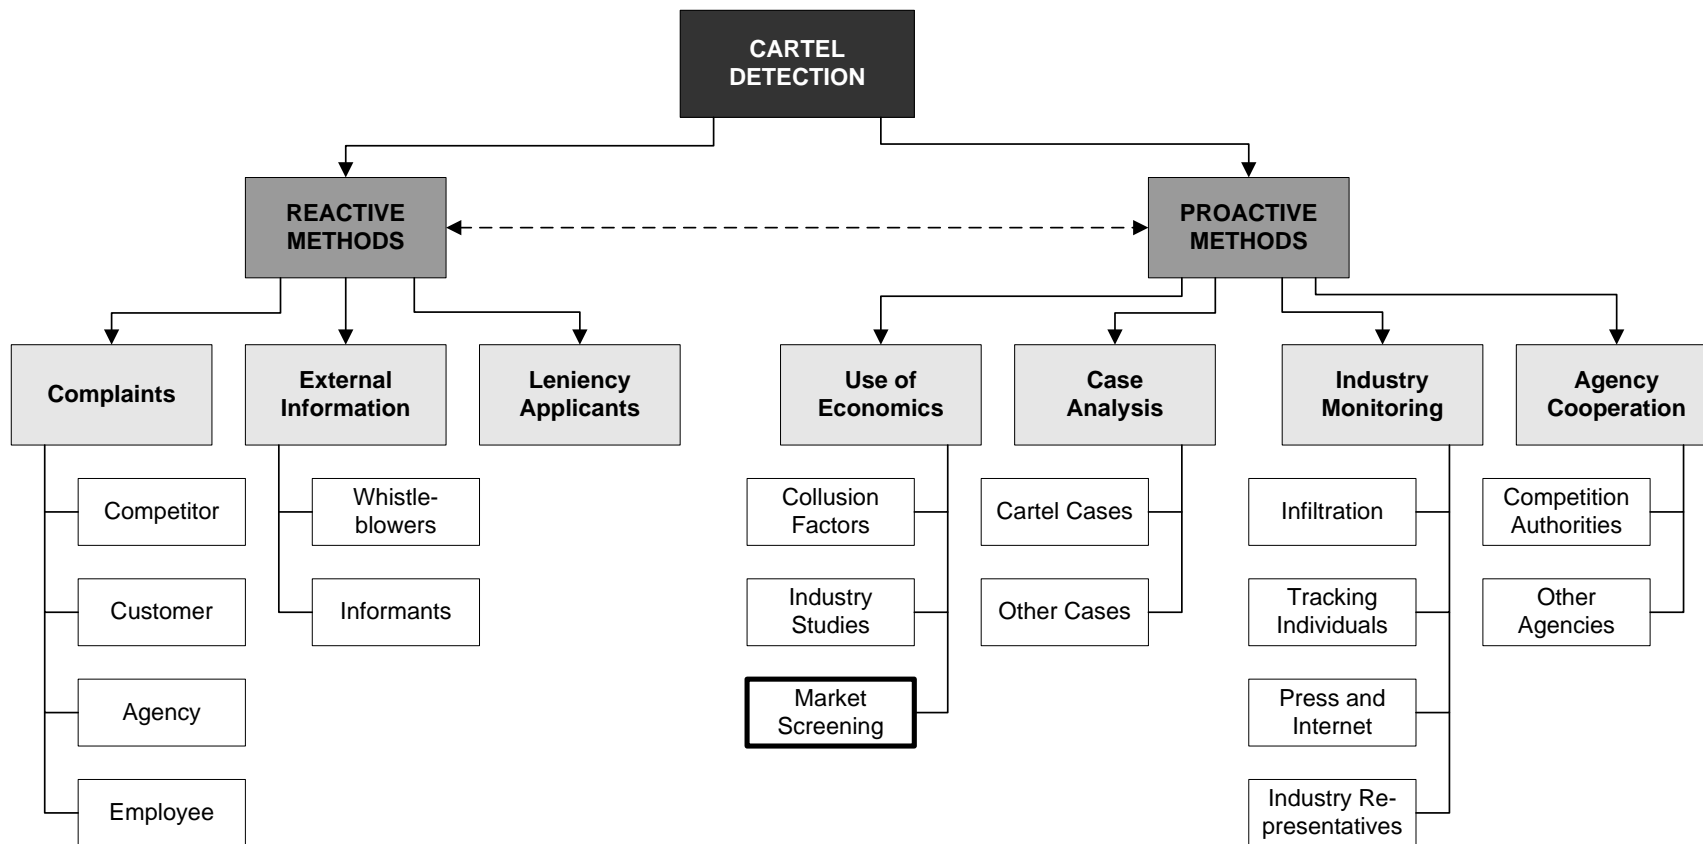 CARTEL
DETECTION
REACTIVE
METHODS
PROACTIVE
METHODS
Complaints
External
Information
Leniency
Applicants
Use of
Economics
Case
Analysis
Industry
Monitoring
Agency
Cooperation
Competitor
Customer
Agency
Employee
Whistle-
blowers
Informants
Collusion
Factors
Industry
Studies
Market
Screening
Cartel Cases
Other Cases
Infiltration
Tracking
Individuals
Press and
Internet
Industry Re-
presentatives
Competition
Authorities
Other
Agencies